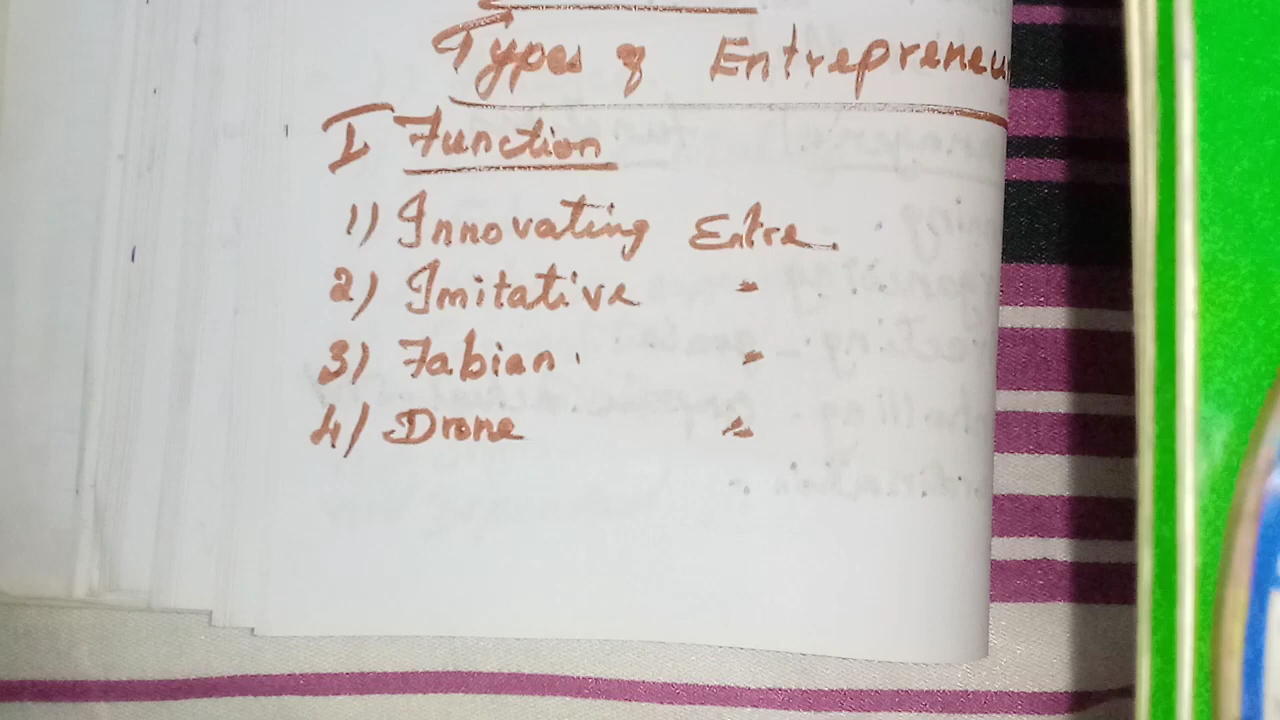 Types of Entrepreneu
I Function
1) Innovating Entre.
2) Imitative "
3) Fabian "
4) Drone "